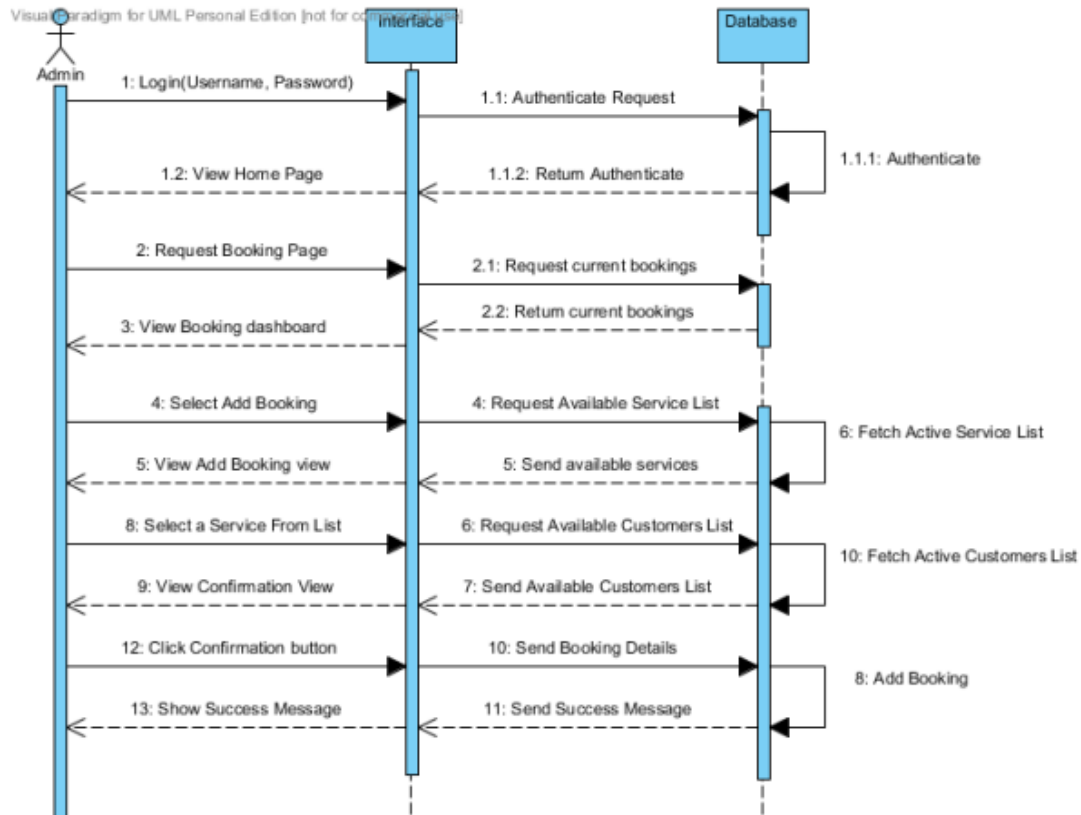 Visual Paradigm for UML Personal Edition [not for commercial use]
Interface
Database
Admin
1: Login(Username, Password)
1.1: Authenticate Request
1.1.1: Authenticate
1.2: View Home Page
1.1.2: Return Authenticate
2: Request Booking Page
2.1: Request current bookings
2.2: Return current bookings
3: View Booking dashboard
4: Select Add Booking
4: Request Available Service List
6: Fetch Active Service List
5: View Add Booking view
5: Send available services
8: Select a Service From List
6: Request Available Customers List
10: Fetch Active Customers List
9: View Confirmation View
7: Send Available Customers List
12: Click Confirmation button
10: Send Booking Details
8: Add Booking
13: Show Success Message
11: Send Success Message